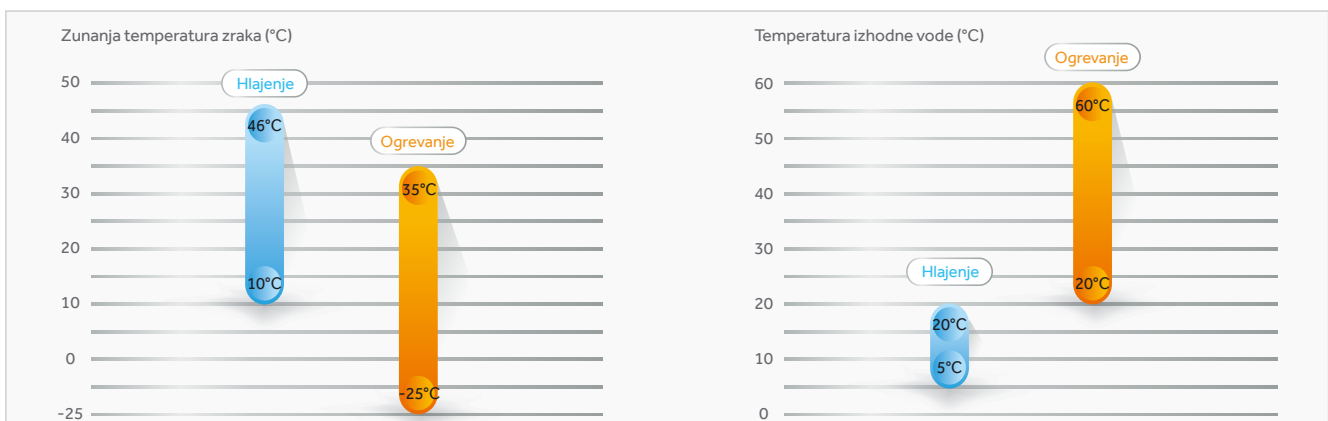 Zunanja temperatura zraka (°C)
50
Hlajenje
46°C
40
Ogrevanje
35°C
30
20
10°C
10
0
-25°C
-25
Temperatura izhodne vode (°C)
Ogrevanje
60
60°C
50
40
30
Hlajenje
20°C
20
20°C
10
5°C
0